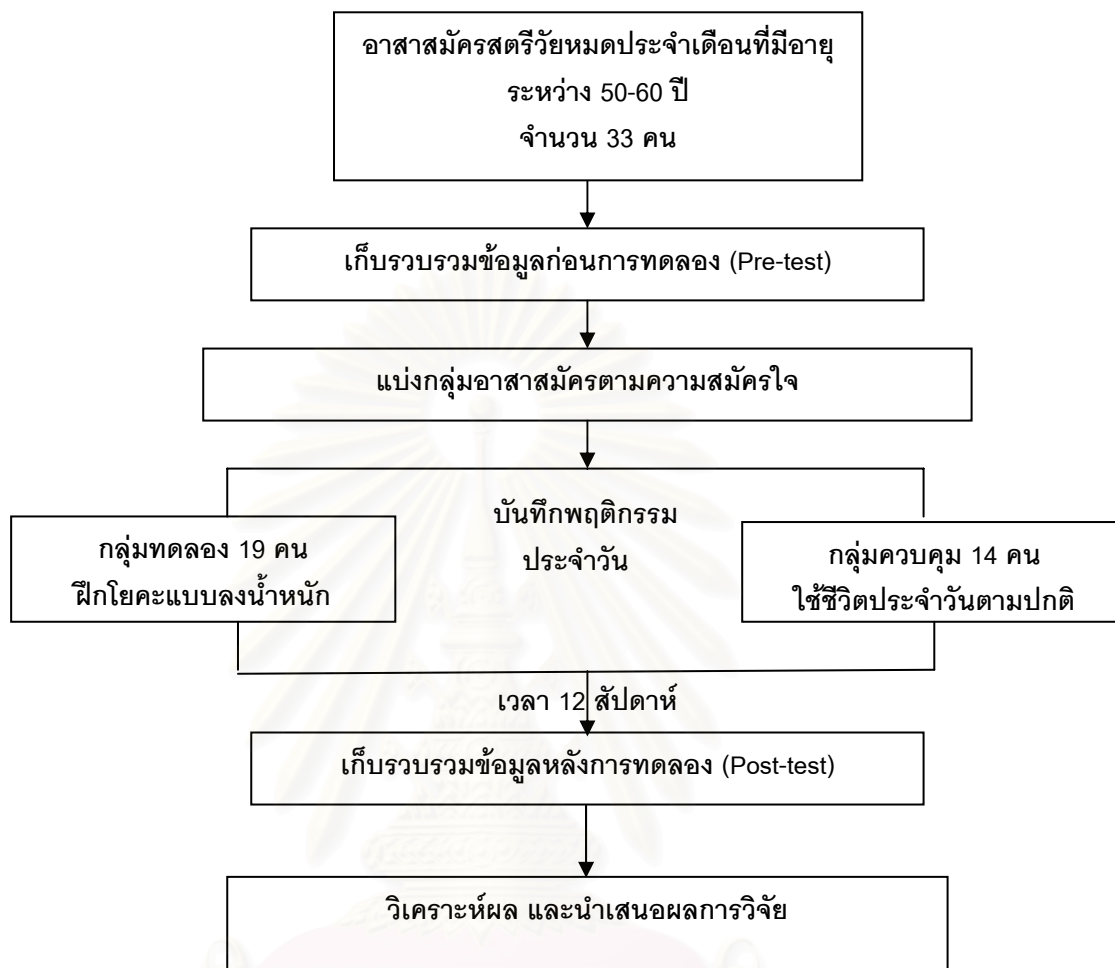 อาสาสมัครสตรีวัยหมดประจำเดือนที่มีอายุ
ระหว่าง 50-60 ปี
จำนวน 33 คน
เก็บรวบรวมข้อมูลก่อนการทดลอง (Pre-test)
แบ่งกลุ่มอาสาสมัครตามความสมัครใจ
บันทึกพฤติกรรม
ประจำวัน
กลุ่มทดลอง 19 คน
ฝึกโยคะแบบลงน้ำหนัก
กลุ่มควบคุม 14 คน
ใช้ชีวิตประจำวันตามปกติ
เวลา 12 สัปดาห์
เก็บรวบรวมข้อมูลหลังการทดลอง (Post-test)
วิเคราะห์ผล และนำเสนอผลการวิจัย